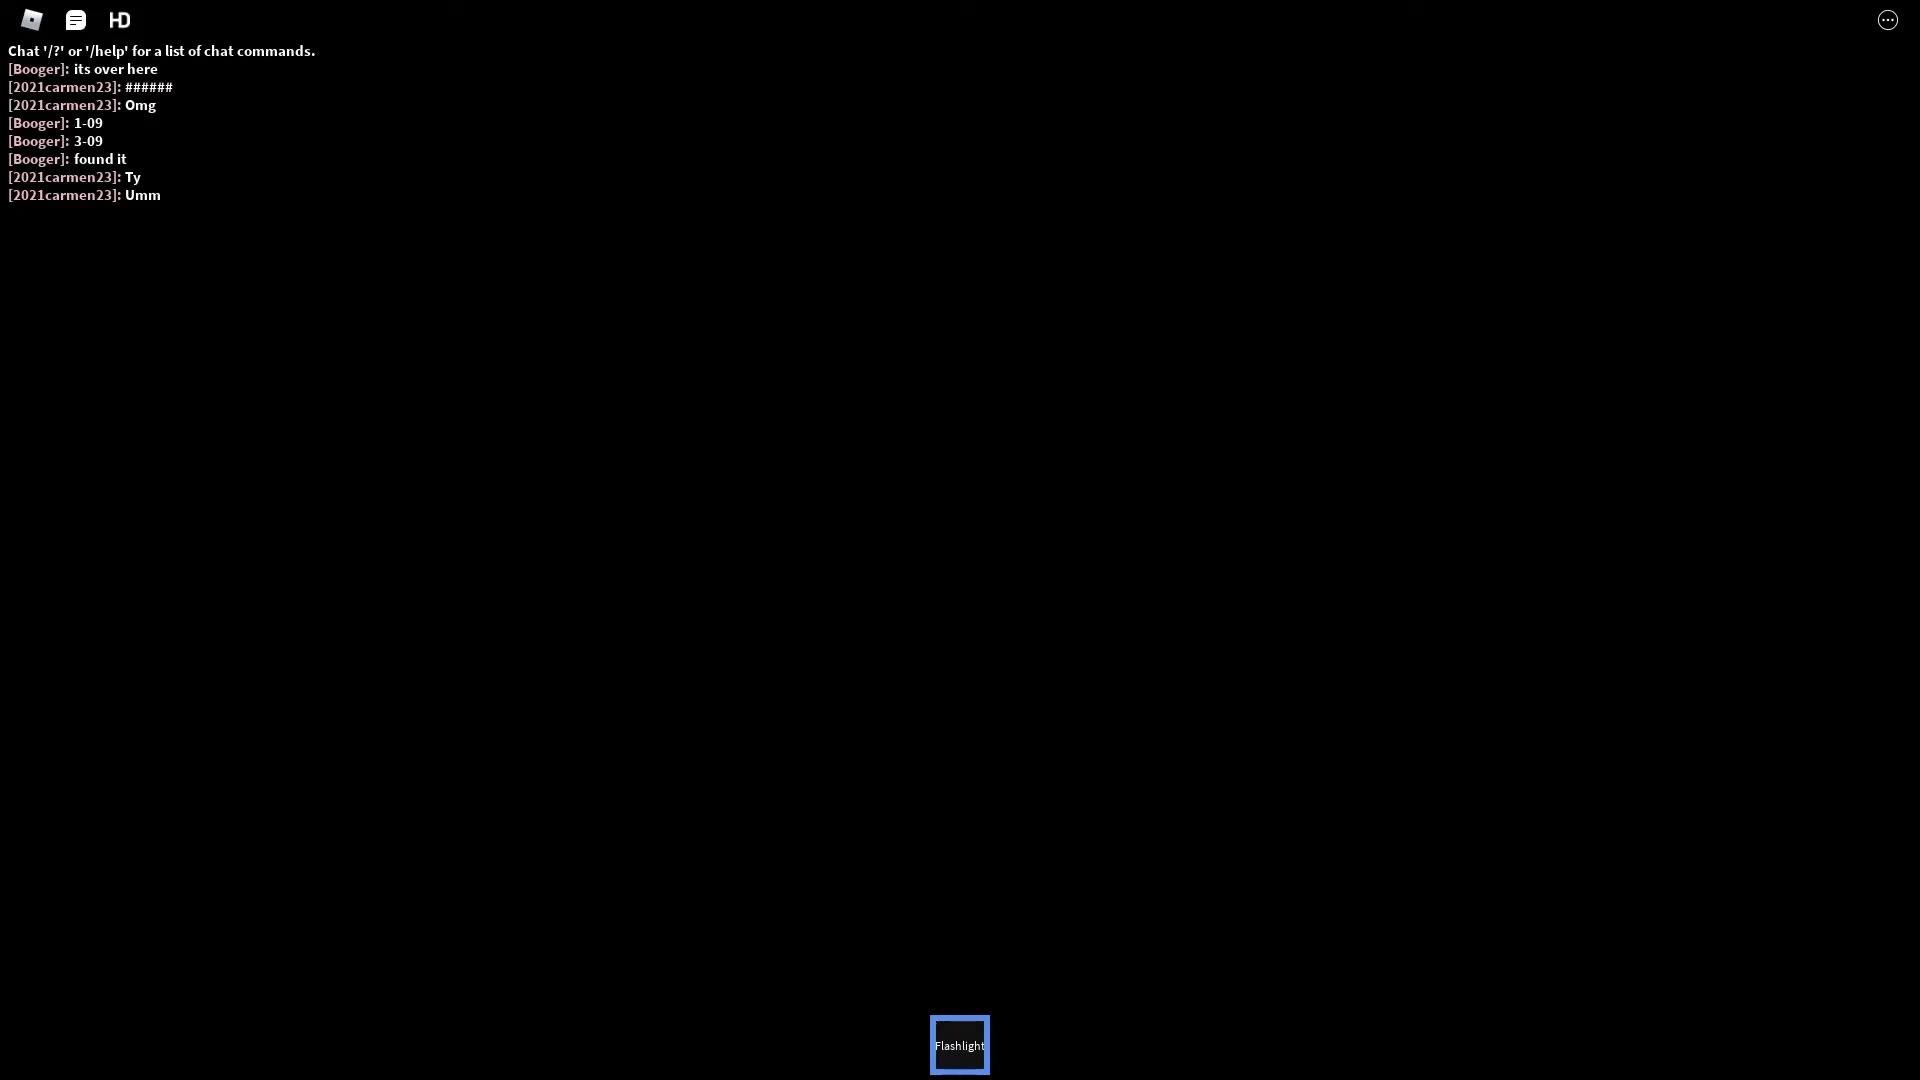 HD
Chat '/?' or '/help' for a list of chat commands.
[Booger]: its over here
[2021carmen23]: ######
[2021carmen23]: Omg
[Booger]: 1-09
[Booger]: 3-09
[Booger]: found it
[2021carmen23]: Ty
[2021carmen23]: Umm
Flashlight